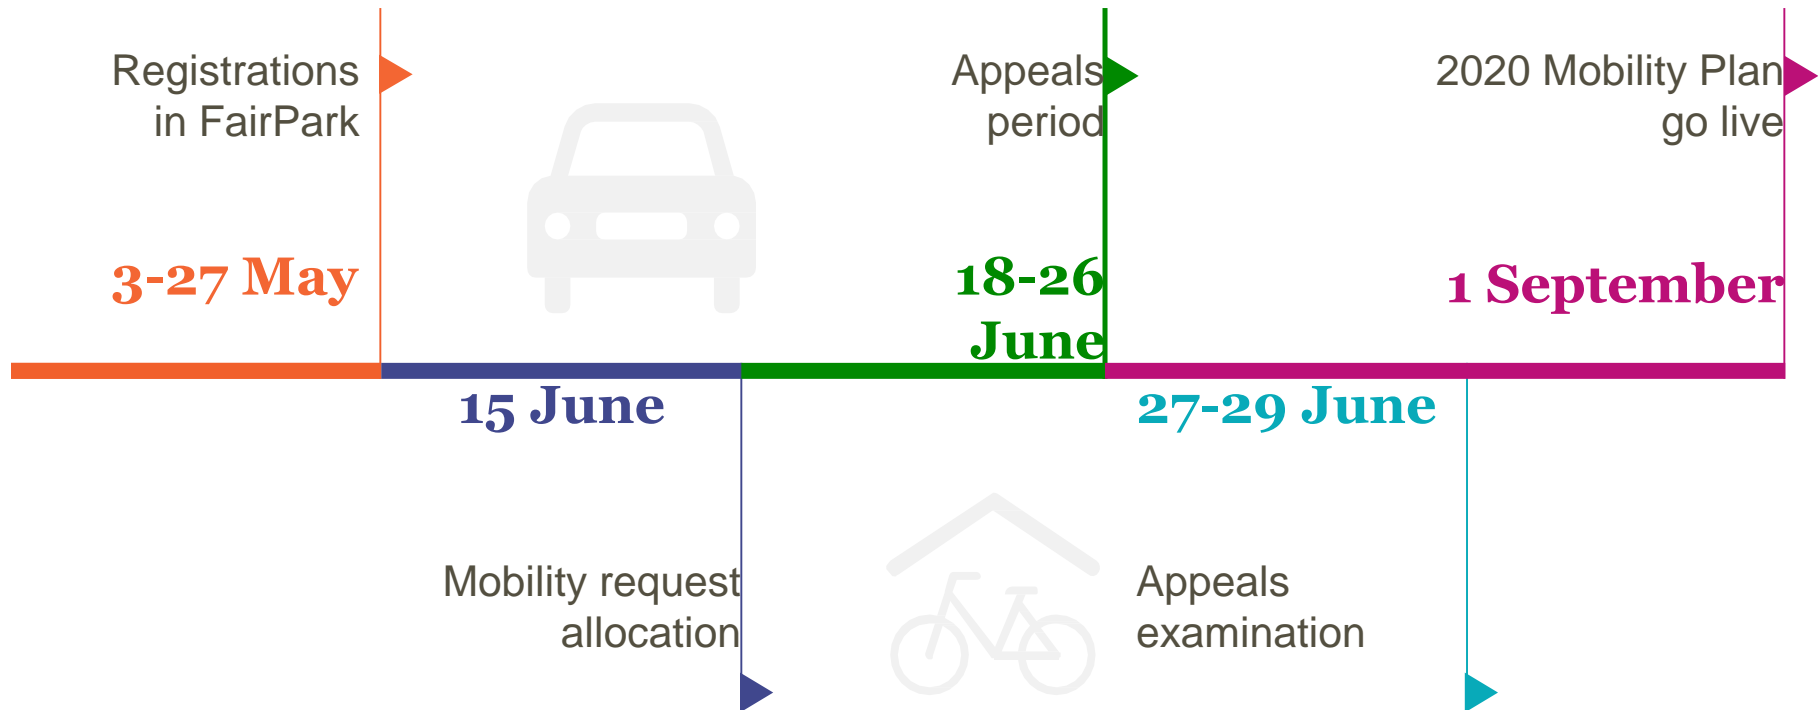 Registrations
in FairPark
3-27 May
15 June
Mobility request
allocation
Appeals
period
18-26
June
27-29 June
Appeals
examination
2020 Mobility Plan
go live
1 September